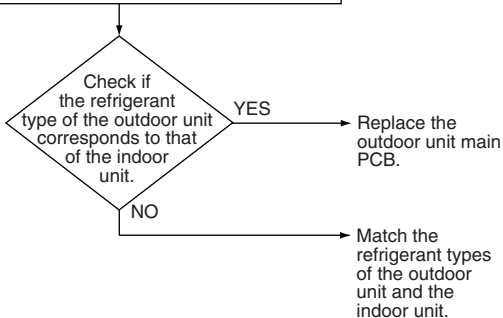 Check if
the refrigerant
type of the outdoor unit
corresponds to that
of the indoor
unit.
YES
Replace the
outdoor unit main
PCB.
NO
Match the
refrigerant types
of the outdoor
unit and the
indoor unit.